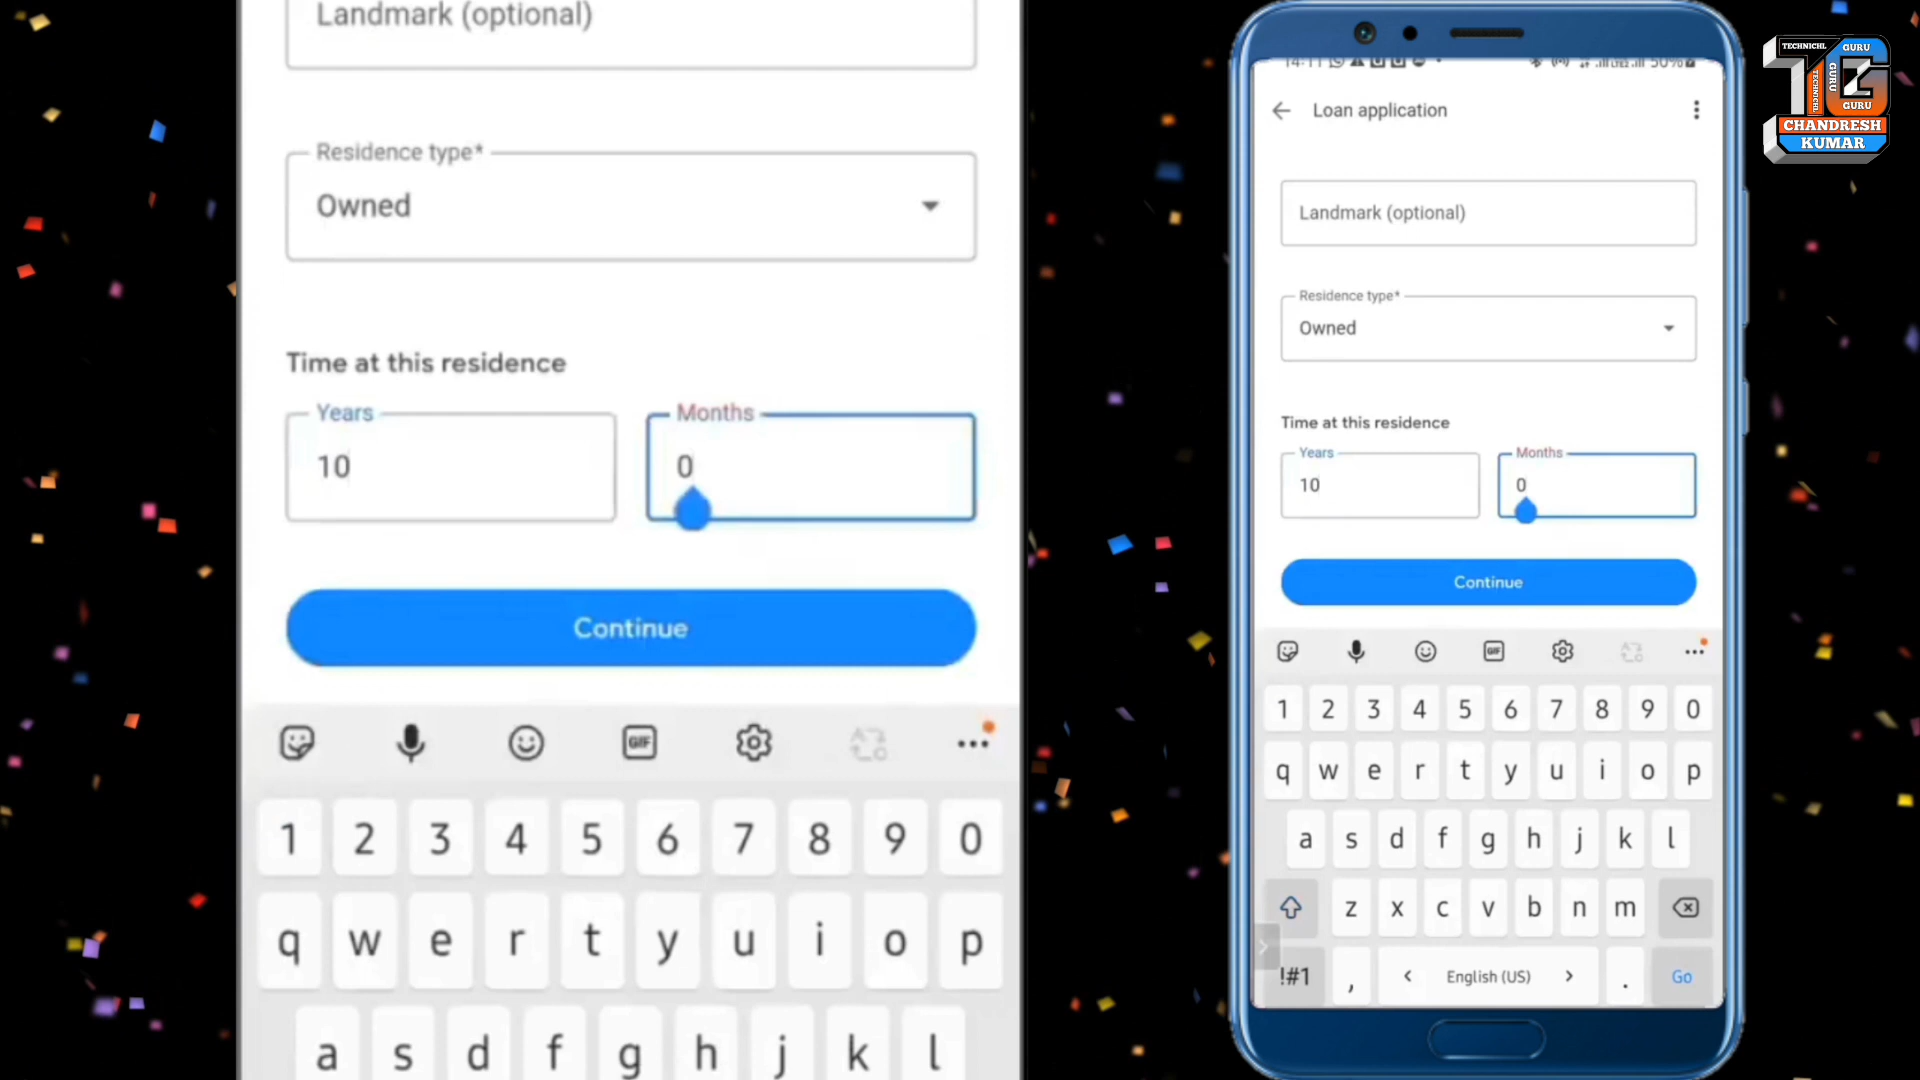 Landmark (optional)
Residence type*
Owned
Time at this residence
Years
Months
10
0
Continue
GIF
1 2 3 4 5 6 7 8 9 0
q w e r t y u i o p
a s d f g h j k l
Loan application
Landmark (optional)
Residence type*
Owned
Time at this residence
Years
Months
10
0
Continue
GIF
1 2 3 4 5 6 7 8 9 0
q w e r t y u i o p
a s d f g h j k l
z x c v b n m
!#1 , < English (US) > . Go
TECHNICHL
GURU
TECHNICHL
GURU
GURU
CHANDRESH
KUMAR